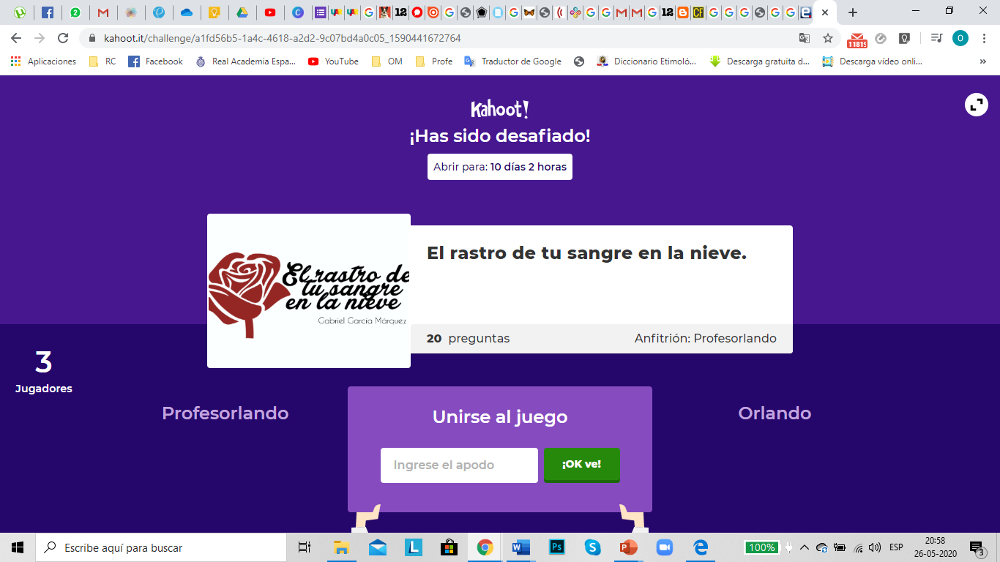 kahoot.it/challenge/a1fd56b5-1a4c-4618-a2d2-9c07bd4a0c05_1590441672764
11815
O
Aplicaciones
RC
Facebook
Real Academia Espa...
YouTube
OM
Profe
Traductor de Google
Diccionario Etimoló...
Descarga gratuita d...
Descarga vídeo onli...
»
Kahoot!
¡Has sido desafiado!
Abrir para: 10 días 2 horas
El rastro de
tu sangre
en la nieve
Gabriel García Márquez
El rastro de tu sangre en la nieve.
20 preguntas
Anfitrión: Profesorlando
3
Jugadores
Profesorlando
Unirse al juego
Orlando
Ingrese el apodo
¡OK ve!
Escribe aquí para buscar
100%
ESP
20:58
26-05-2020
3